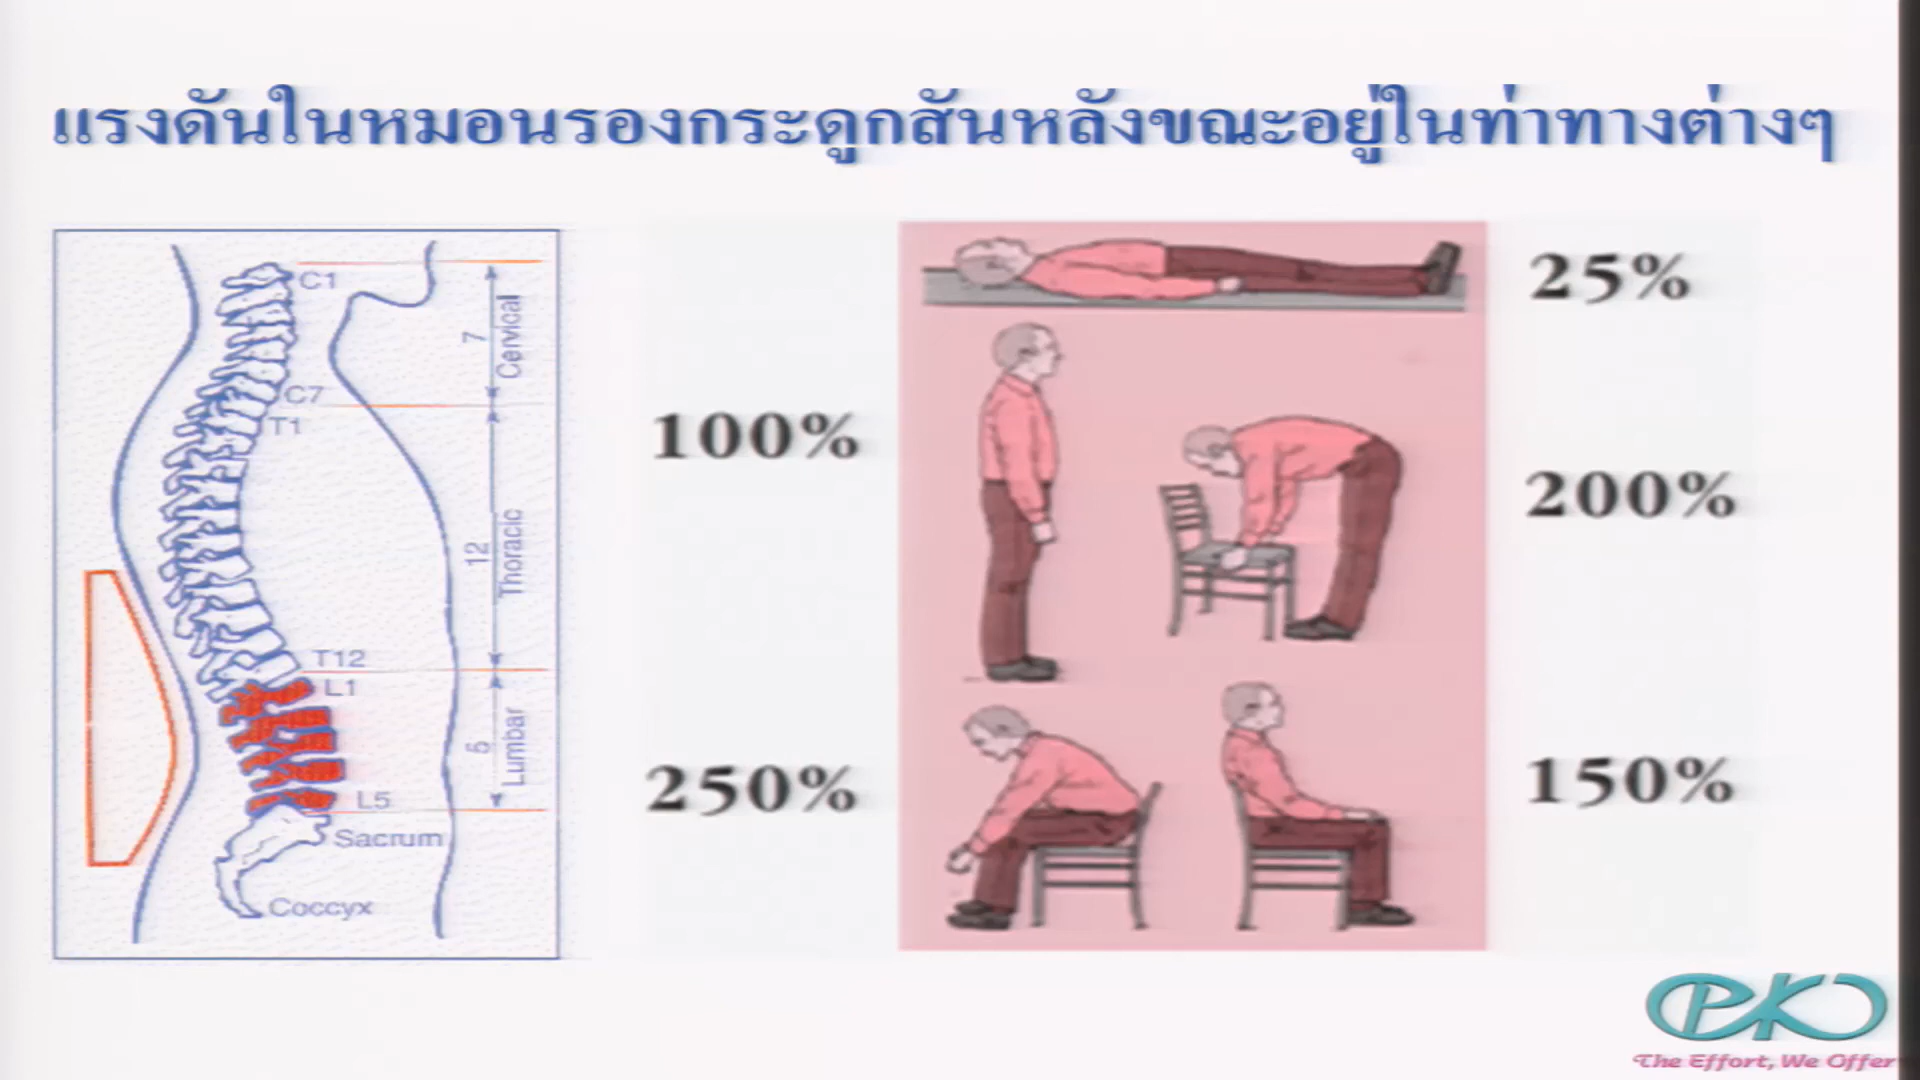 แรงดันในหมอนรองกระดูกสันหลังขณะอยู่ในท่าทางต่างๆ
C1
7
Cervical
C7
T1
12
Thoracic
T12
L1
5
Lumbar
L5
Sacrum
Coccyx
100%
250%
25%
200%
150%
PKO
The Effort, We Offer